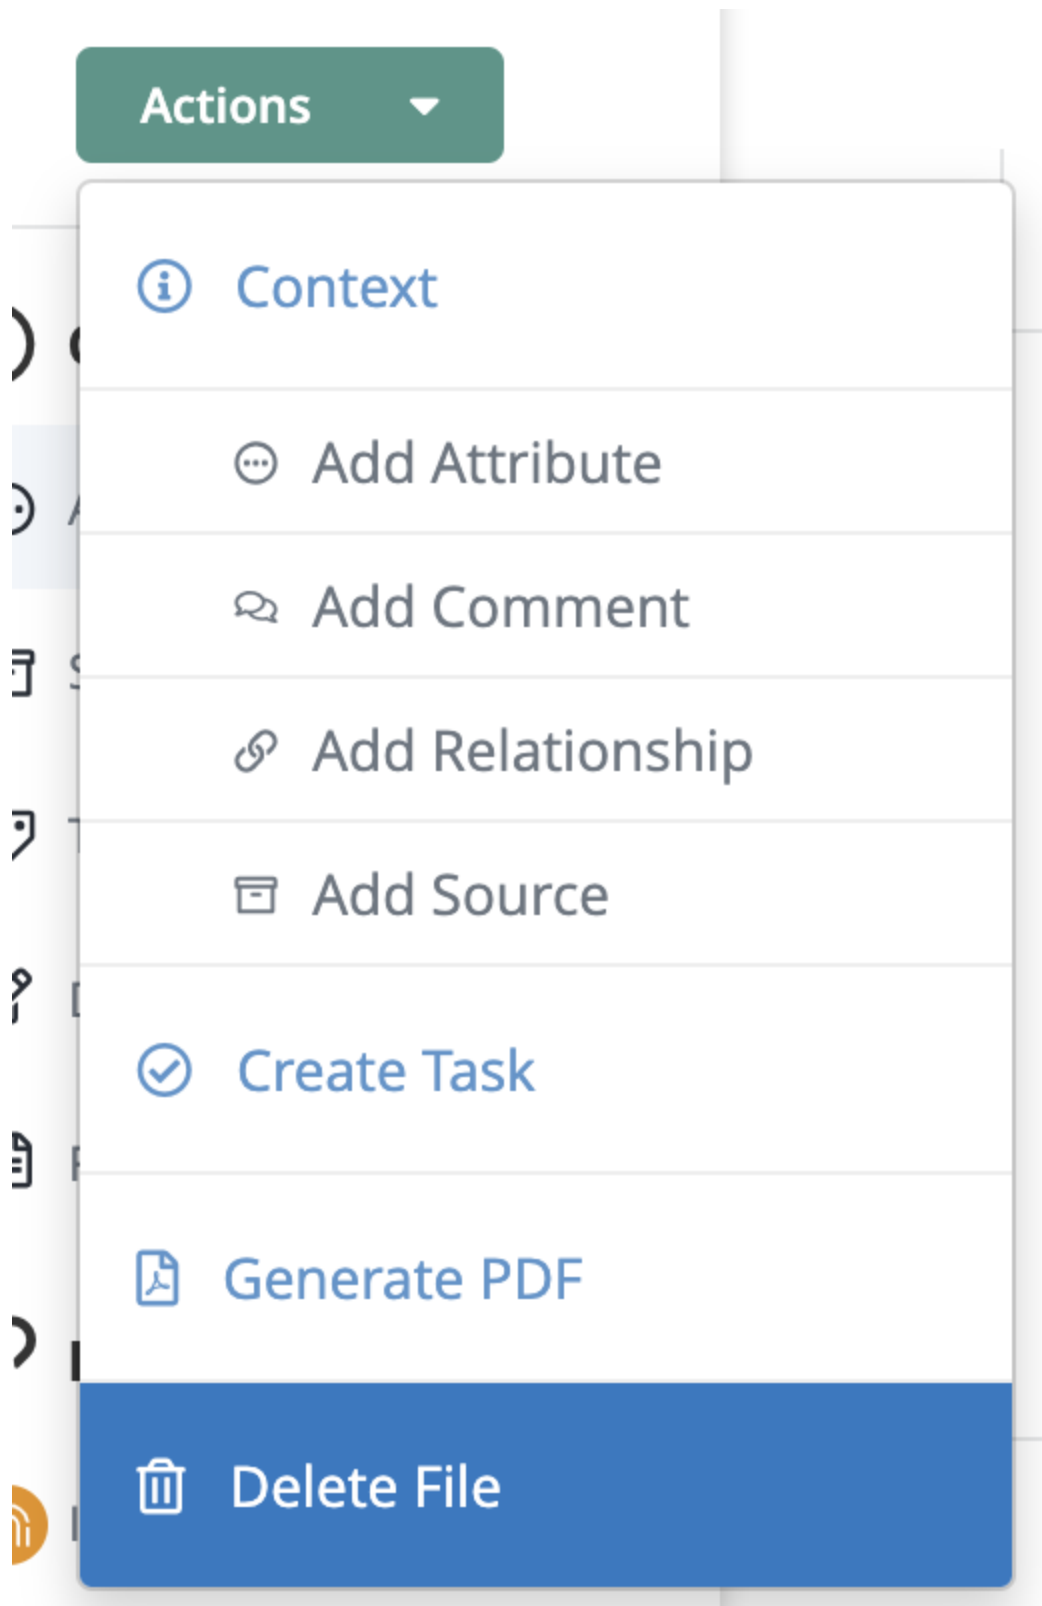 Actions
Context
Add Attribute
Add Comment
Add Relationship
Add Source
Create Task
Generate PDF
Delete File